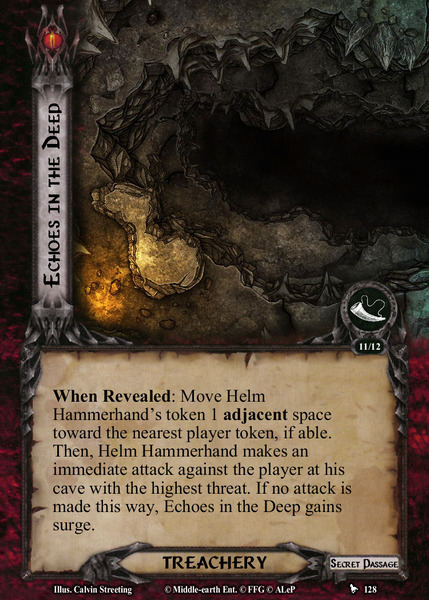 Echoes in the Deep
11/12
When Revealed: Move Helm
Hammerhand's token 1 adjacent space
toward the nearest player token, if able.
Then, Helm Hammerhand makes an
immediate attack against the player at his
cave with the highest threat. If no attack is
made this way, Echoes in the Deep gains
surge.
TREACHERY
Secret Passage
Illus. Calvin Streeting
© Middle-earth Ent. © FFG © ALeP
128